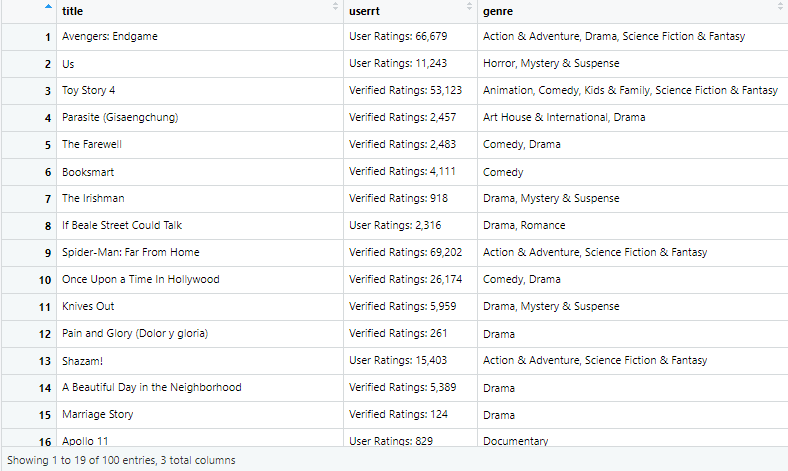 title userrt genre
1 Avengers: Endgame User Ratings: 66,679 Action & Adventure, Drama, Science Fiction & Fantasy
2 Us User Ratings: 11,243 Horror, Mystery & Suspense
3 Toy Story 4 Verified Ratings: 53,123 Animation, Comedy, Kids & Family, Science Fiction & Fantasy
4 Parasite (Gisaengchung) Verified Ratings: 2,457 Art House & International, Drama
5 The Farewell Verified Ratings: 2,483 Comedy, Drama
6 Booksmart Verified Ratings: 4,111 Comedy
7 The Irishman Verified Ratings: 918 Drama, Mystery & Suspense
8 If Beale Street Could Talk User Ratings: 2,316 Drama, Romance
9 Spider-Man: Far From Home Verified Ratings: 69,202 Action & Adventure, Science Fiction & Fantasy
10 Once Upon a Time In Hollywood Verified Ratings: 26,174 Comedy, Drama
11 Knives Out Verified Ratings: 5,959 Drama, Mystery & Suspense
12 Pain and Glory (Dolor y gloria) Verified Ratings: 261 Drama
13 Shazam! User Ratings: 15,403 Action & Adventure, Science Fiction & Fantasy
14 A Beautiful Day in the Neighborhood Verified Ratings: 5,389 Drama
15 Marriage Story Verified Ratings: 124 Drama
16 Apollo 11 User Ratings: 829 Documentary
Showing 1 to 19 of 100 entries, 3 total columns